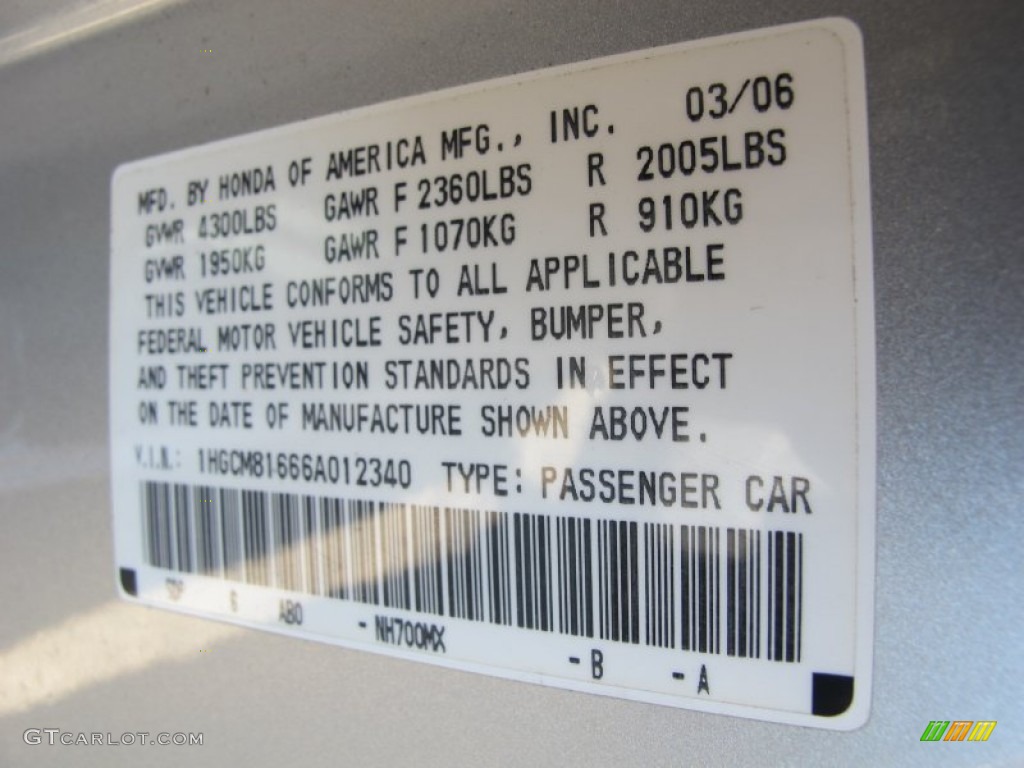 MFD. BY HONDA OF AMERICA MFG., INC. 03/06
GVWR 4300LBS GAWR F 2360LBS R 2005LBS
GVWR 1950KG GAWR F 1070KG R 910KG
THIS VEHICLE CONFORMS TO ALL APPLICABLE
FEDERAL MOTOR VEHICLE SAFETY, BUMPER,
AND THEFT PREVENTION STANDARDS IN EFFECT
ON THE DATE OF MANUFACTURE SHOWN ABOVE.
V.I.N.: 1HGCM81666A012340 TYPE: PASSENGER CAR
6 AB0 - NH700MX - B - A
GTCARLOT.COM